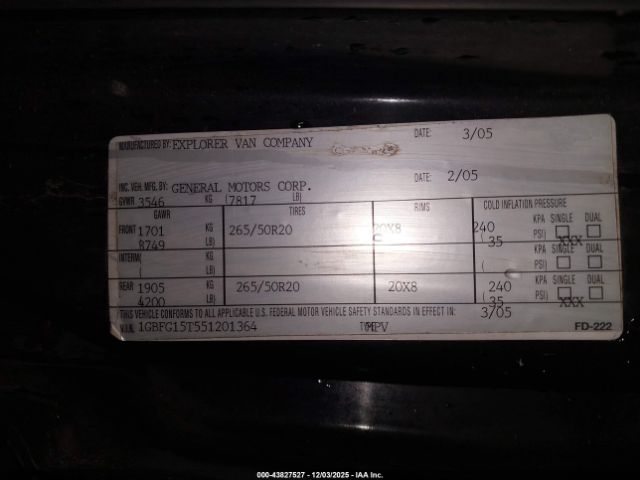 MANUFACTURED BY: EXPLORER VAN COMPANY DATE: 3/05
INC. VEH. MFG. BY: GENERAL MOTORS CORP. DATE: 2/05
GVWR 3546 KG (7817 LB)
GAWR TIRES RIMS COLD INFLATION PRESSURE
FRONT 1701 KG 265/50R20 20X8 240 KPA SINGLE DUAL
( 3749 LB) ( 35 PSI) XXX
INTERM( KG KPA SINGLE DUAL
( LB) ( PSI)
REAR 1905 KG 265/50R20 20X8 240 KPA SINGLE DUAL
4200 LB) ( 35 PSI) XXX
THIS VEHICLE CONFORMS TO ALL APPLICABLE U.S. FEDERAL MOTOR VEHICLE SAFETY STANDARDS IN EFFECT IN: 3/05
V.I.N. 1GBFG15T551201364 MPV FD-222
000-43827527 - 12/03/2025 - IAA Inc.